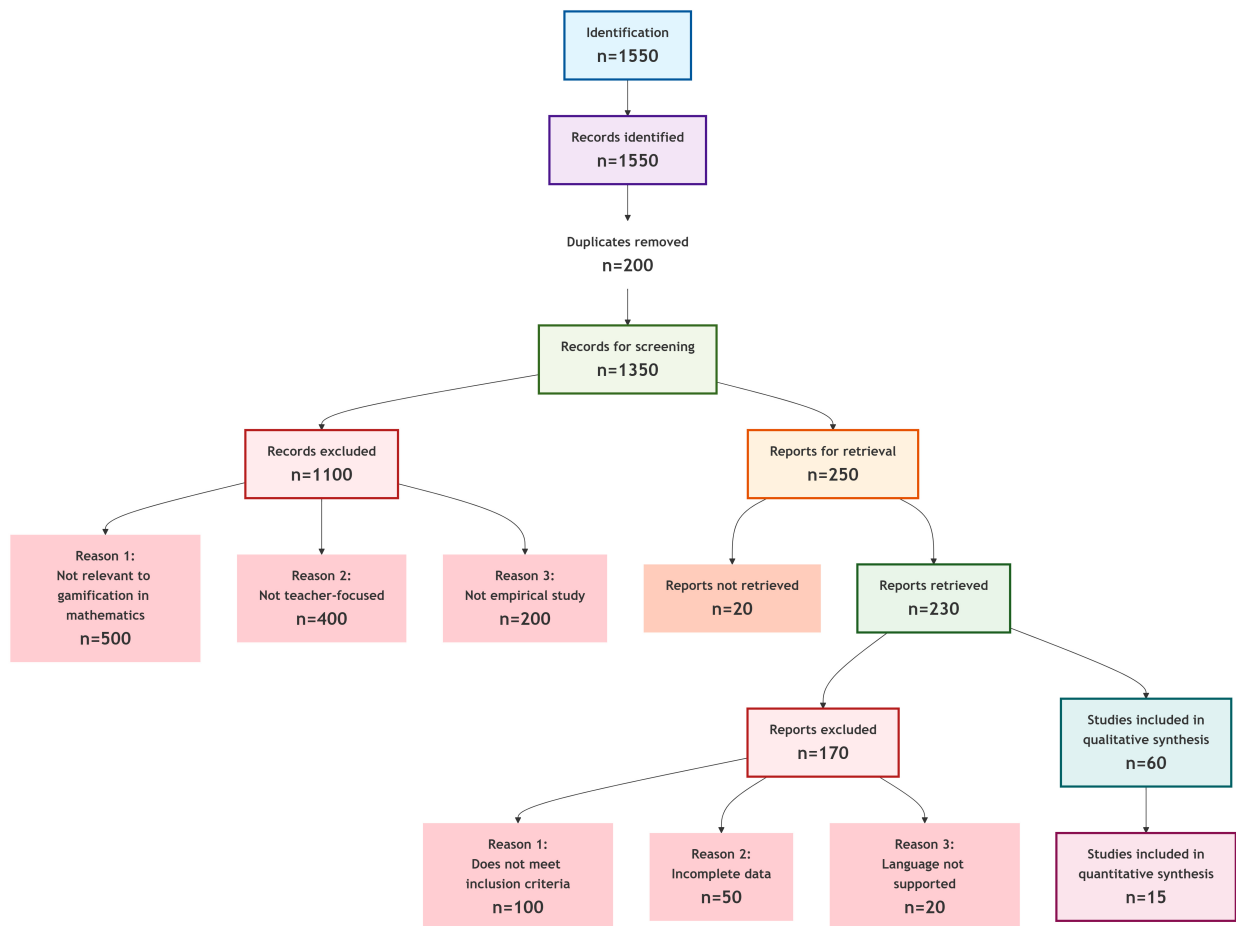 Identification
n=1550
Records identified
n=1550
Duplicates removed
n=200
Records for screening
n=1350
Records excluded
n=1100
Reports for retrieval
n=250
Reason 1:
Not relevant to
gamification in
mathematics
n=500
Reason 2:
Not teacher-focused
n=400
Reason 3:
Not empirical study
n=200
Reports not retrieved
n=20
Reports retrieved
n=230
Reports excluded
n=170
Studies included in
qualitative synthesis
n=60
Reason 1:
Does not meet
inclusion criteria
n=100
Reason 2:
Incomplete data
n=50
Reason 3:
Language not
supported
n=20
Studies included in
quantitative synthesis
n=15